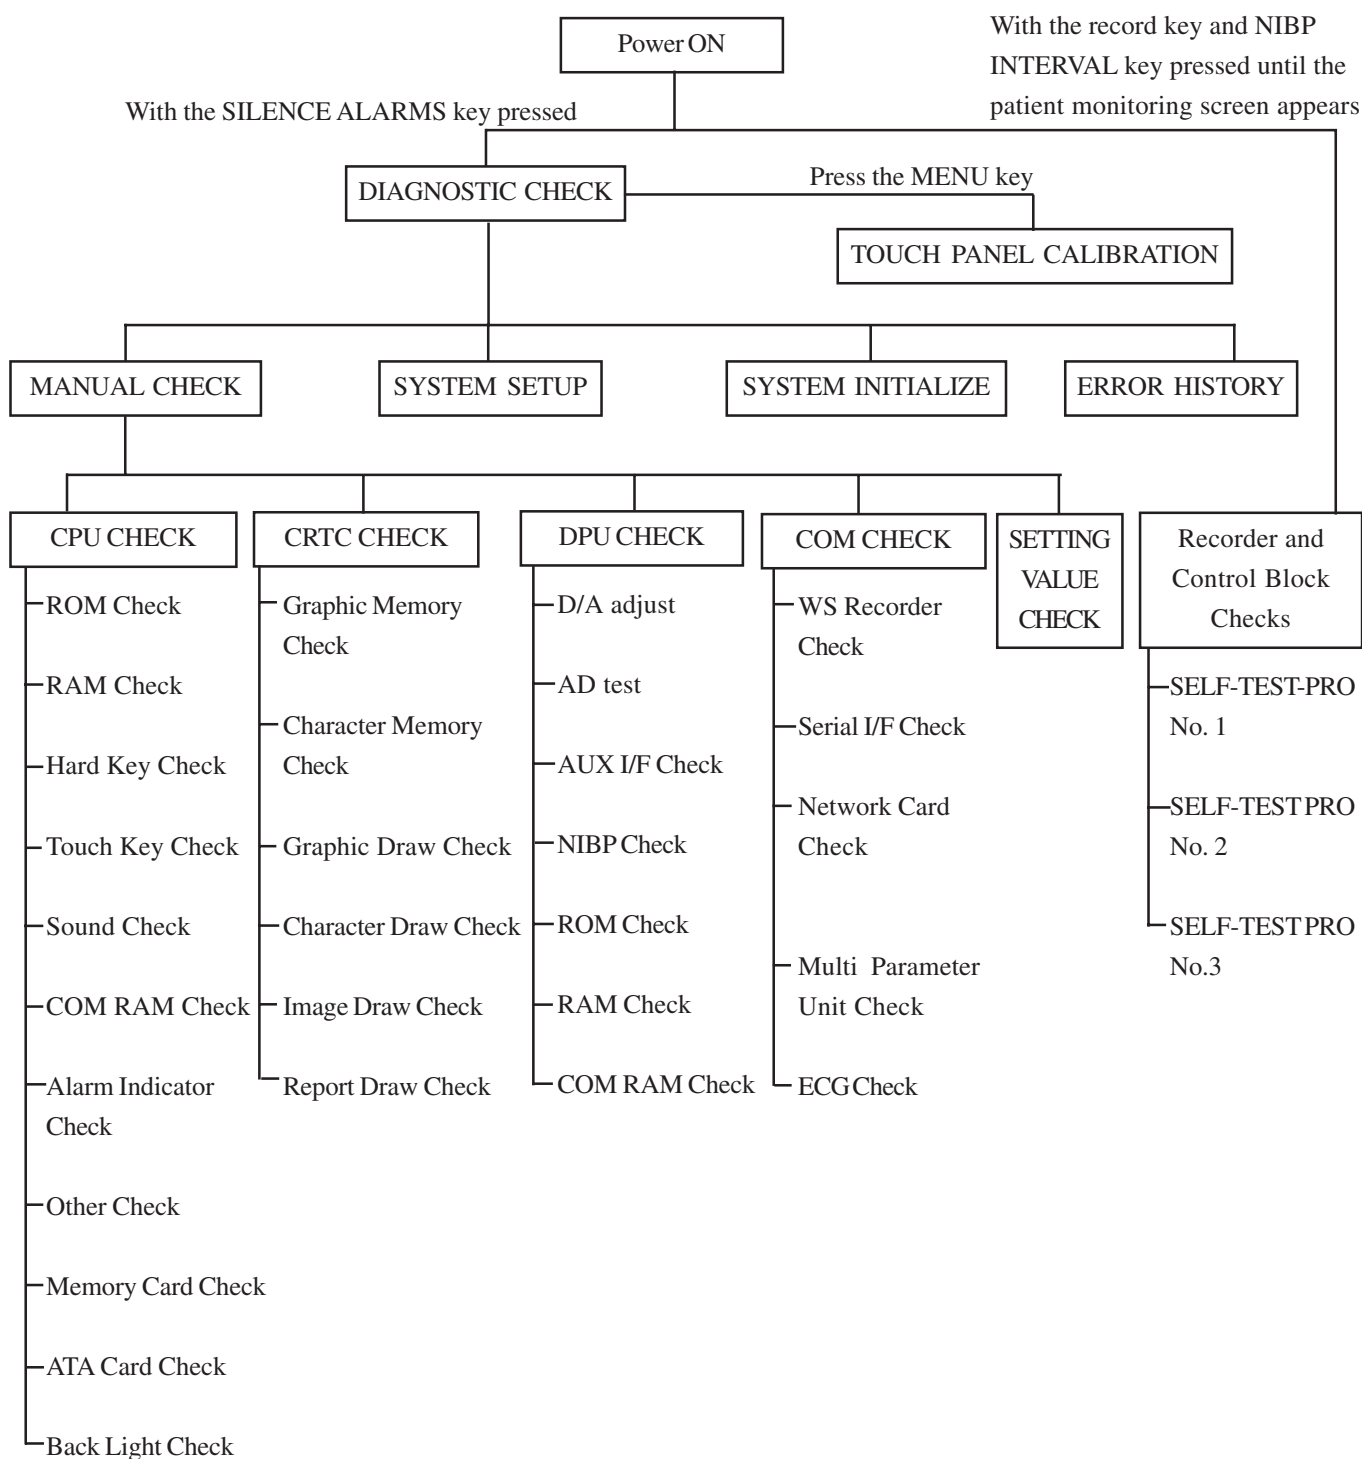 Power ON
With the record key and NIBP
INTERVAL key pressed until the
patient monitoring screen appears
With the SILENCE ALARMS key pressed
DIAGNOSTIC CHECK
Press the MENU key
TOUCH PANEL CALIBRATION
MANUAL CHECK
SYSTEM SETUP
SYSTEM INITIALIZE
ERROR HISTORY
CPU CHECK
ROM Check
RAM Check
Hard Key Check
Touch Key Check
Sound Check
COM RAM Check
Alarm Indicator
Check
Other Check
Memory Card Check
ATA Card Check
Back Light Check
CRTC CHECK
Graphic Memory
Check
Character Memory
Check
Graphic Draw Check
Character Draw Check
Image Draw Check
Report Draw Check
DPU CHECK
D/A adjust
AD test
AUX I/F Check
NIBP Check
ROM Check
RAM Check
COM RAM Check
COM CHECK
WS Recorder
Check
Serial I/F Check
Network Card
Check
Multi Parameter
Unit Check
ECG Check
SETTING
VALUE
CHECK
Recorder and
Control Block
Checks
SELF-TEST-PRO
No. 1
SELF-TEST PRO
No. 2
SELF-TEST PRO
No.3